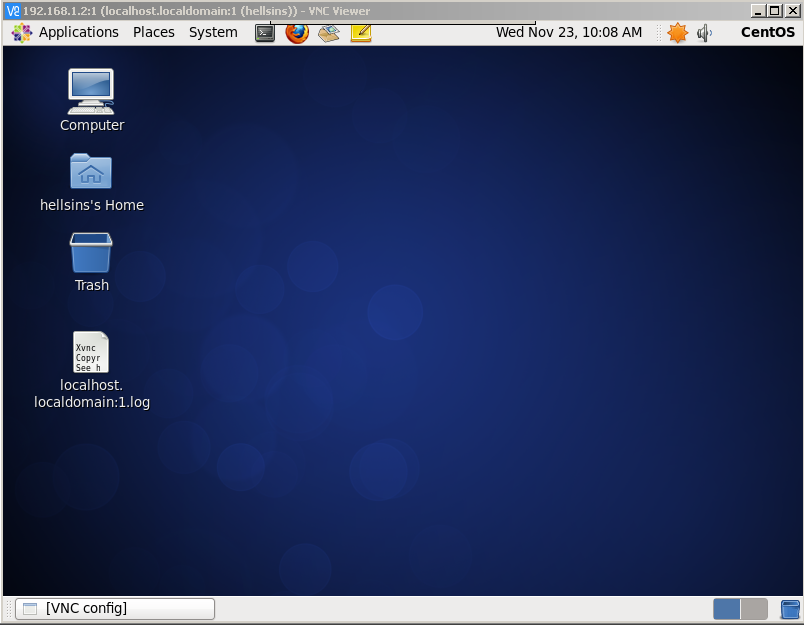 192.168.1.2:1 (localhost.localdomain:1 (hellsins)) - VNC Viewer
Applications Places System Wed Nov 23, 10:08 AM CentOS
Computer
hellsins's Home
Trash
Xvnc
Copyr
See h
localhost.
localdomain:1.log
[VNC config]